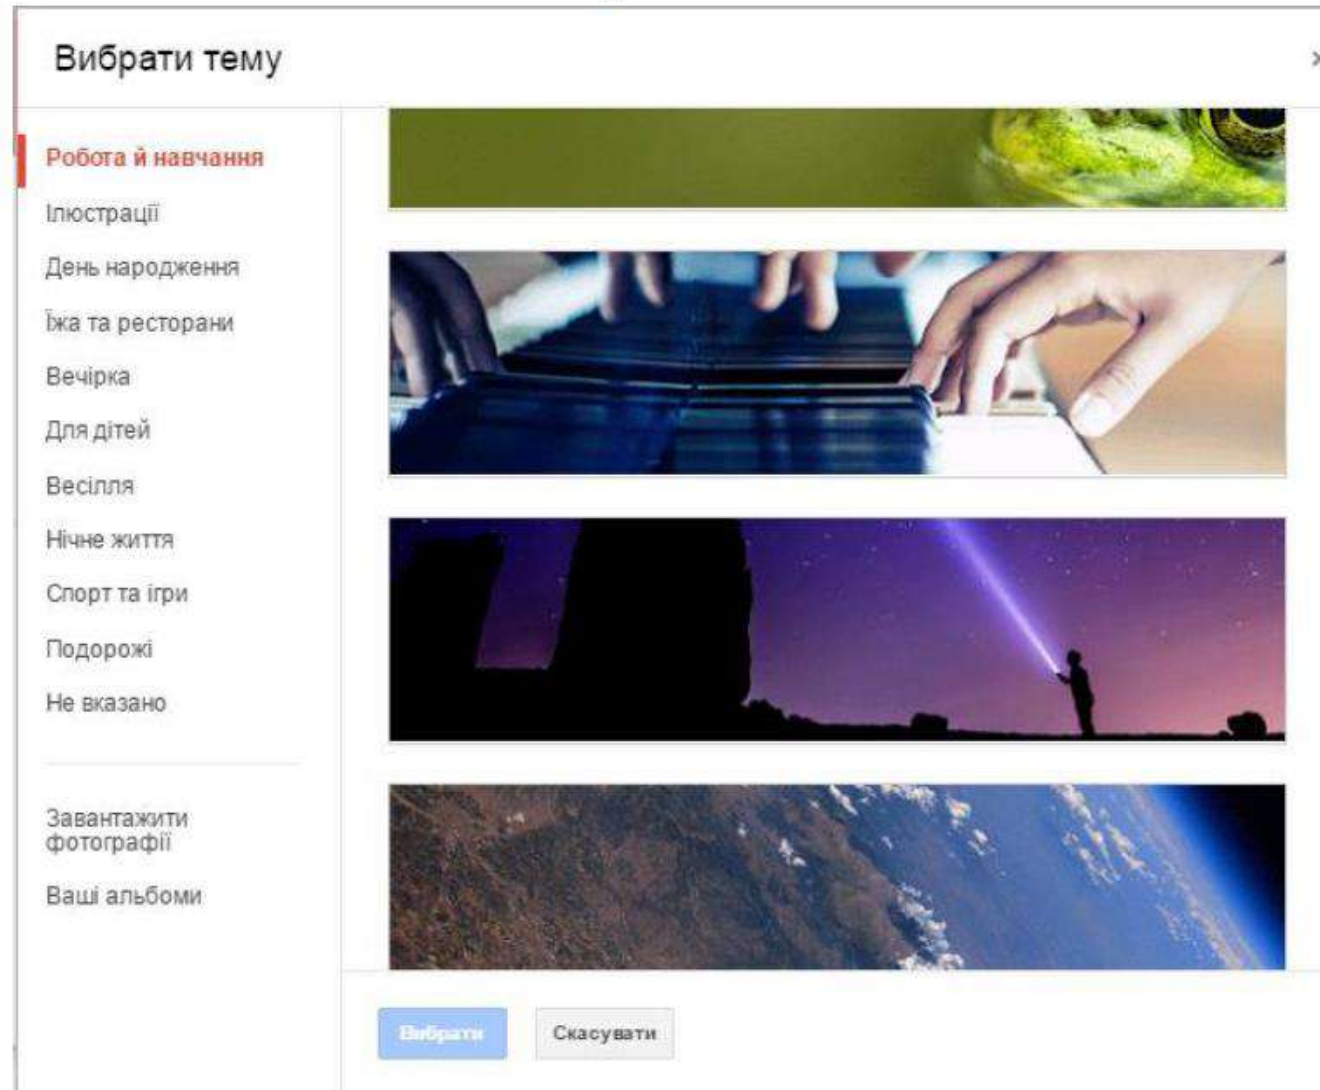 Вибрати тему
Робота й навчання
Ілюстрації
День народження
Їжа та ресторани
Вечірка
Для дітей
Весілля
Нічне життя
Спорт та ігри
Подорожі
Не вказано
Завантажити
фотографії
Ваші альбоми
Вибрати
Скасувати